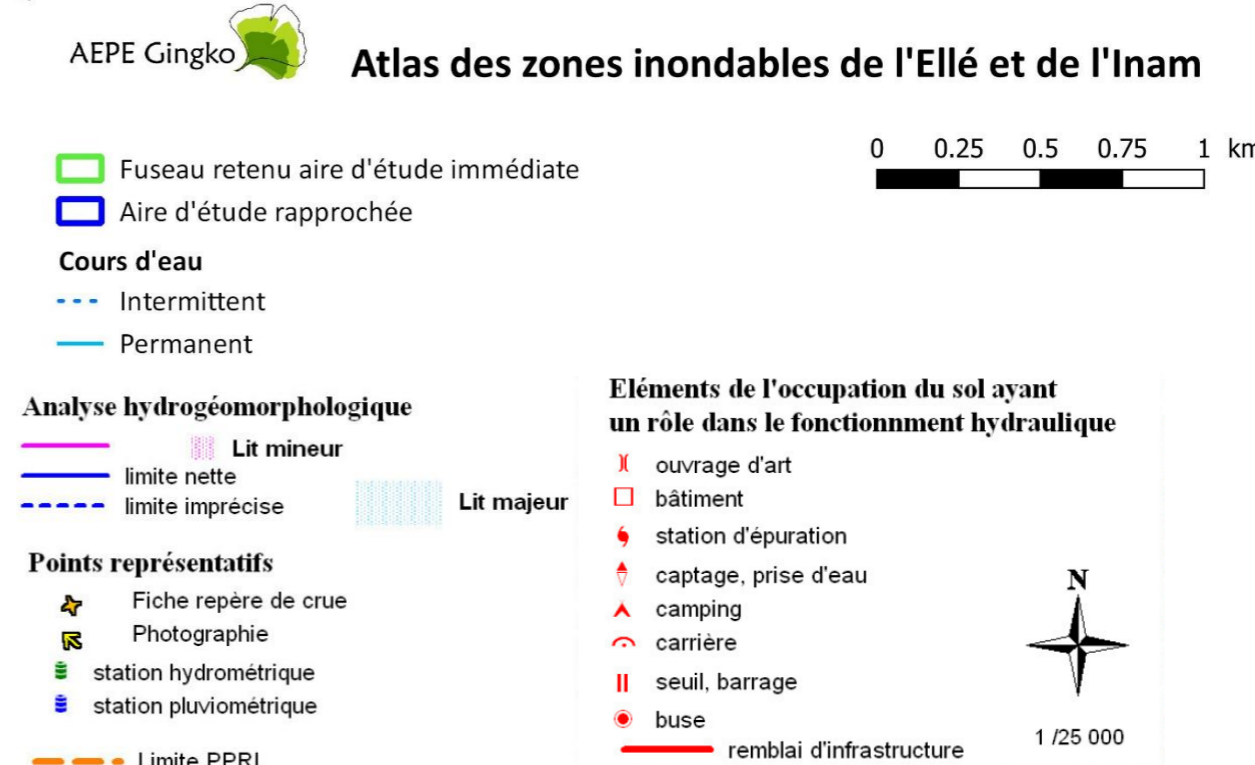 AEPE Gingko
Atlas des zones inondables de l'Ellé et de l'Inam
0 0.25 0.5 0.75 1 km
Fuseau retenu aire d'étude immédiate
Aire d'étude rapprochée
Cours d'eau
Intermittent
Permanent
Analyse hydrogéomorphologique
Lit mineur
limite nette
limite imprécise
Lit majeur
Points représentatifs
Fiche repère de crue
Photographie
station hydrométrique
station pluviométrique
Limite PPRI
Eléments de l'occupation du sol ayant
un rôle dans le fonctionnment hydraulique
ouvrage d'art
bâtiment
station d'épuration
captage, prise d'eau
camping
carrière
seuil, barrage
buse
remblai d'infrastructure
N
1 /25 000